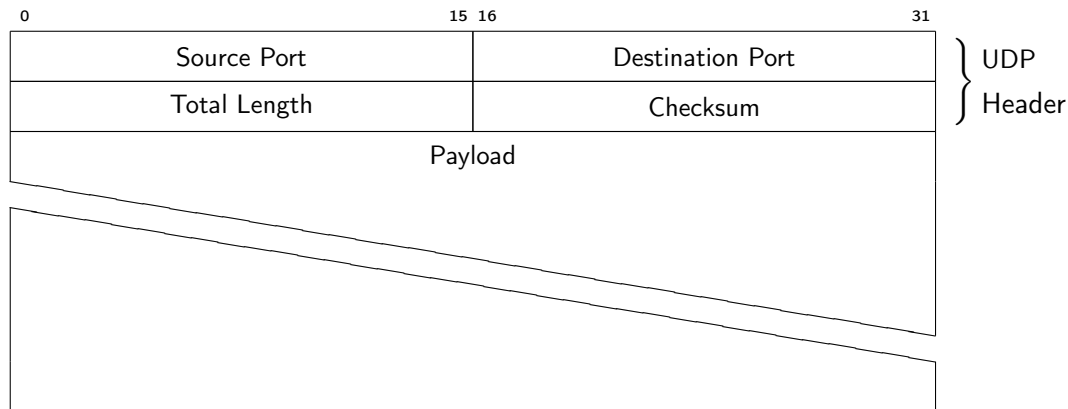 0 15 16 31
Source Port Destination Port UDP
Total Length Checksum Header
Payload